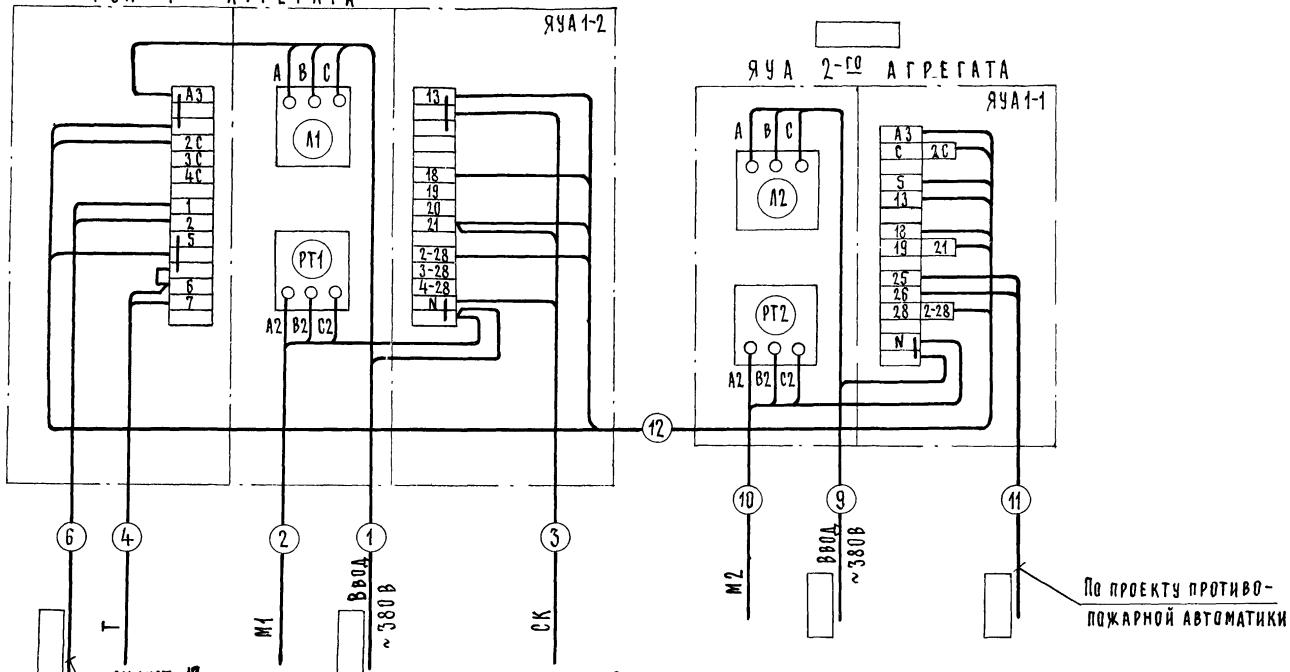 АГРЕГАТА
ЯУА1-2
А В С
Л1
РТ1
А2 В2 С2
А3
2С
3С
4С
1
2
5
6
7
13
18
19
20
21
2-28
3-28
4-28
N
ЯУА 2-го АГРЕГАТА
ЯУА1-1
А В С
Л2
РТ2
А2 В2 С2
А3
С 2С
5
13
18
19 21
25
26
28 2-28
N
12
6
4
2
1
3
10
9
11
Т
М1
Ввод
~380В
СК
М2
Ввод
~380В
По проекту противо-
пожарной автоматики